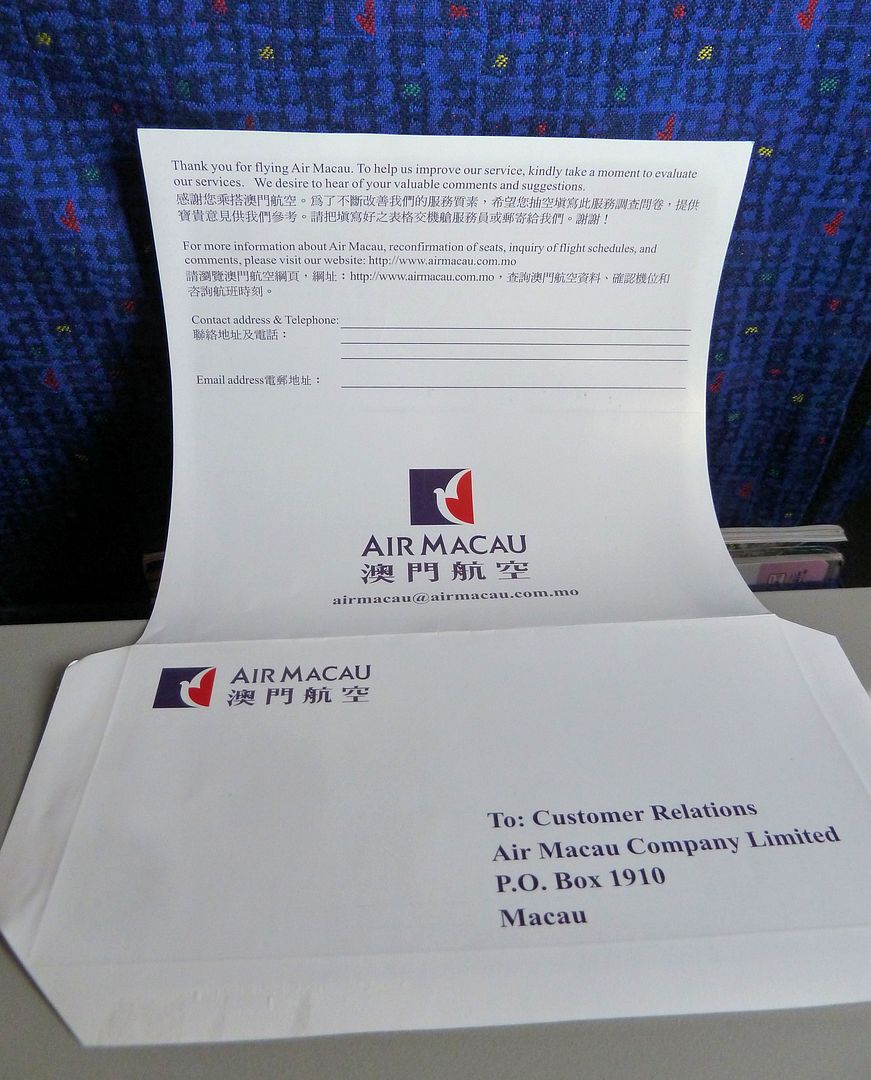 Thank you for flying Air Macau. To help us improve our service, kindly take a moment to evaluate
our services. We desire to hear of your valuable comments and suggestions.
感謝您乘搭澳門航空。爲了不斷改善我們的服務質素，希望您抽空填寫此服務調查問卷，提供
寶貴意見供我們參考。請把填寫好之表格交機艙服務員或郵寄給我們。謝謝！
For more information about Air Macau, reconfirmation of seats, inquiry of flight schedules, and
comments, please visit our website: http://www.airmacau.com.mo
請瀏覽澳門航空網頁，網址：http://www.airmacau.com.mo，查詢澳門航空資料、確認機位和
咨詢航班時刻。
Contact address & Telephone:
聯絡地址及電話：
Email address電郵地址：
AIR MACAU
澳門航空
airmacau@airmacau.com.mo
AIR MACAU
澳門航空
To: Customer Relations
Air Macau Company Limited
P.O. Box 1910
Macau